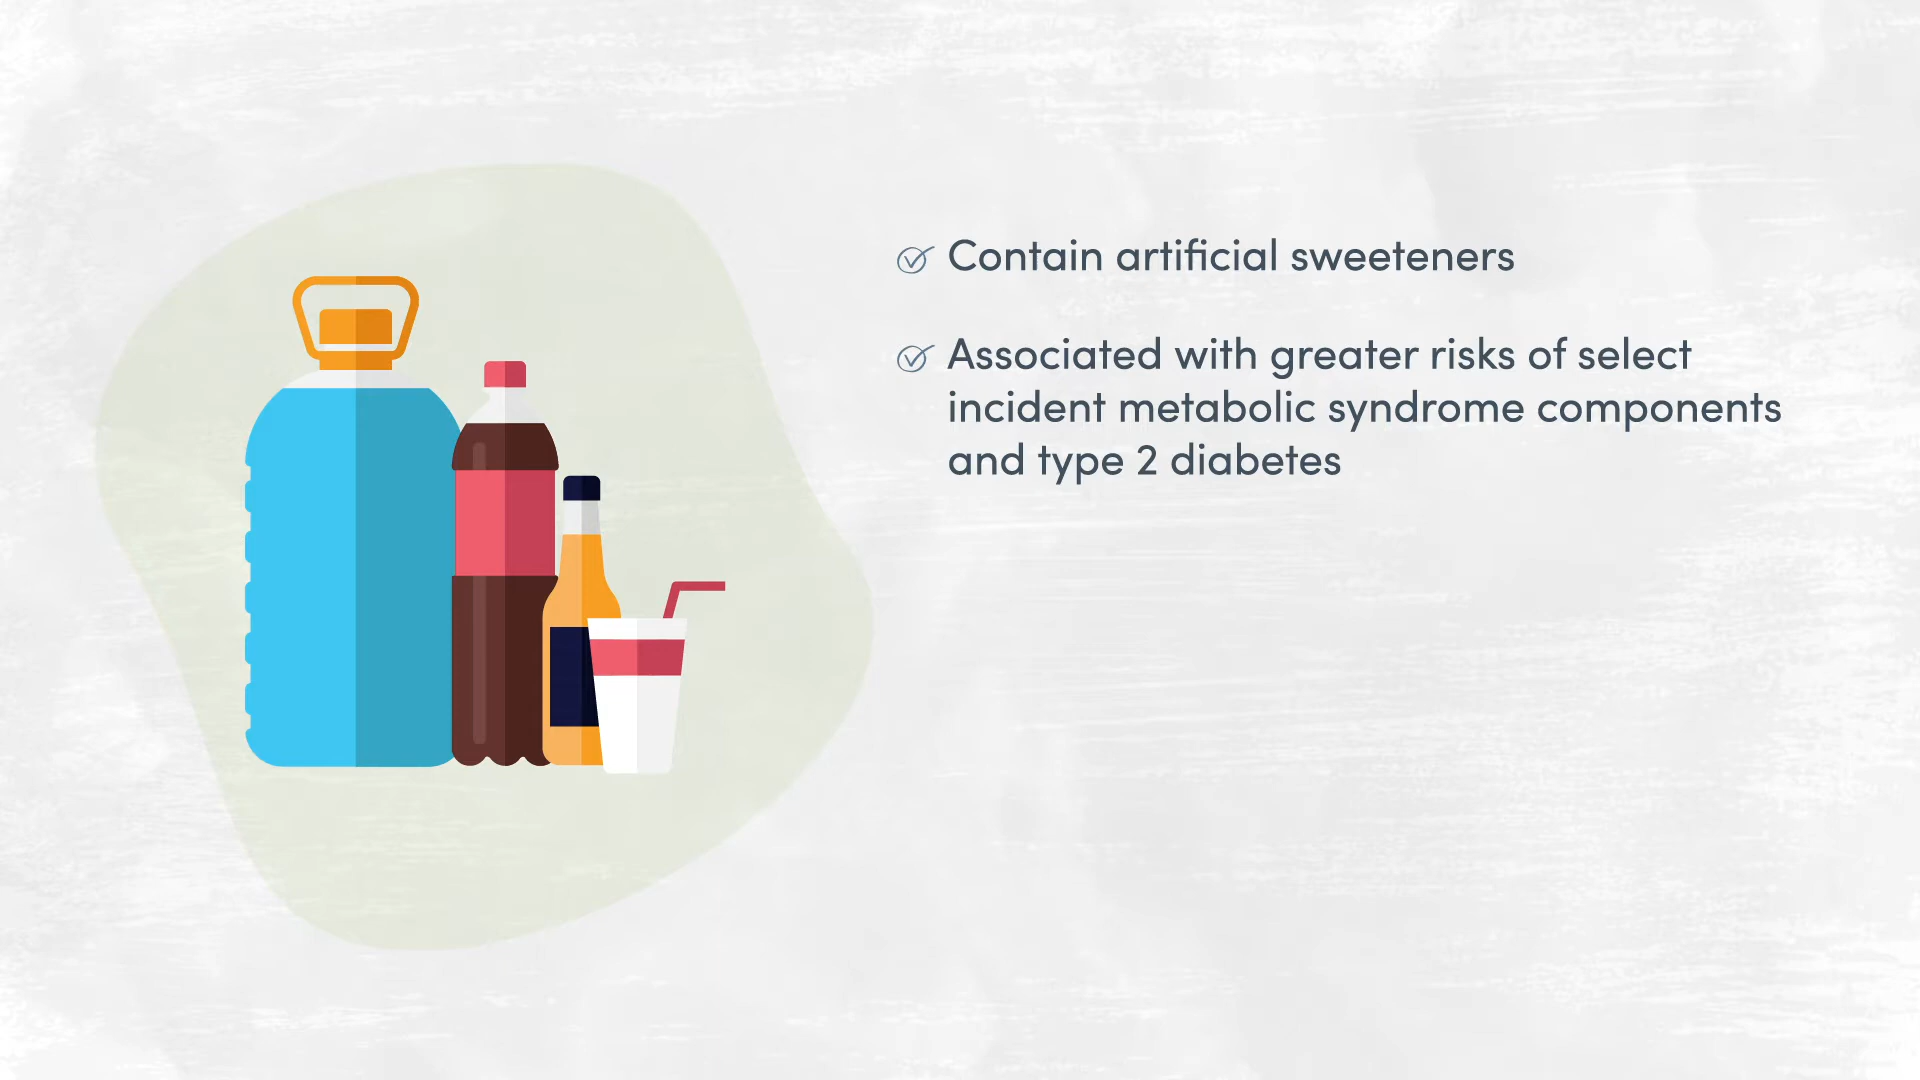 Contain artificial sweeteners
Associated with greater risks of select
incident metabolic syndrome components
and type 2 diabetes